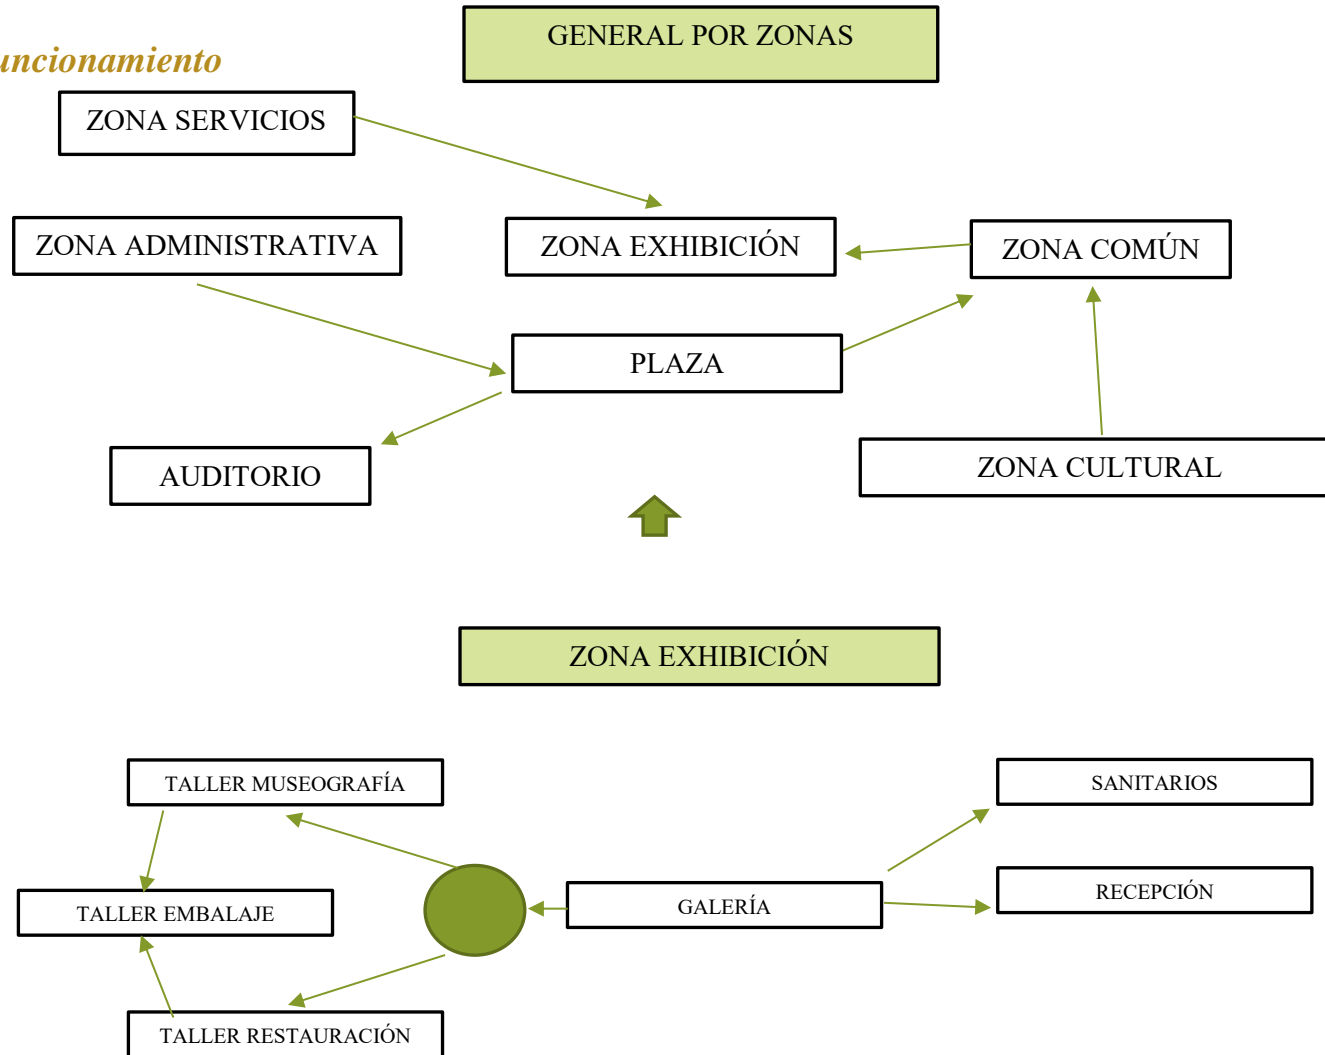 GENERAL POR ZONAS
uncionamiento
ZONA SERVICIOS
ZONA ADMINISTRATIVA
ZONA EXHIBICIÓN
ZONA COMÚN
PLAZA
AUDITORIO
ZONA CULTURAL
ZONA EXHIBICIÓN
TALLER MUSEOGRAFÍA
SANITARIOS
TALLER EMBALAJE
GALERÍA
RECEPCIÓN
TALLER RESTAURACIÓN